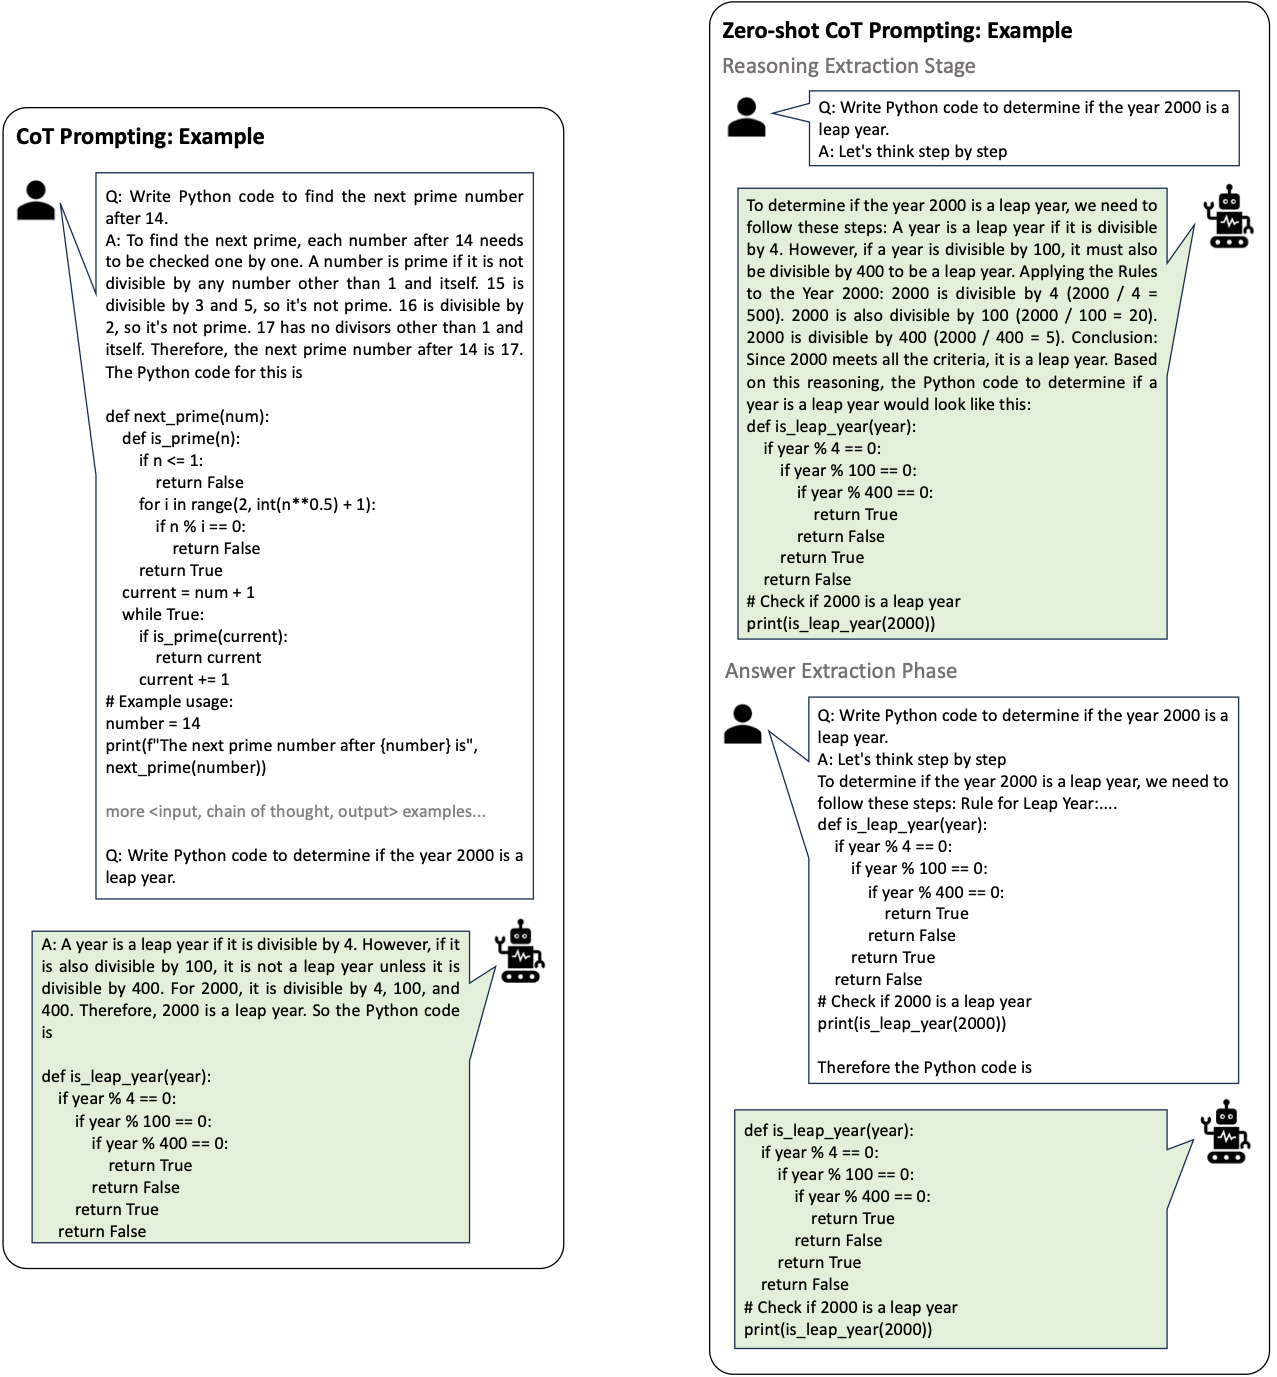 CoT Prompting: Example
Q: Write Python code to find the next prime number
after 14.
A: To find the next prime, each number after 14 needs
to be checked one by one. A number is prime if it is not
divisible by any number other than 1 and itself. 15 is
divisible by 3 and 5, so it's not prime. 16 is divisible by
2, so it's not prime. 17 has no divisors other than 1 and
itself. Therefore, the next prime number after 14 is 17.
The Python code for this is
def next_prime(num):
def is_prime(n):
if n <= 1:
return False
for i in range(2, int(n**0.5) + 1):
if n % i == 0:
return False
return True
current = num + 1
while True:
if is_prime(current):
return current
current += 1
# Example usage:
number = 14
print(f"The next prime number after {number} is",
next_prime(number))
more <input, chain of thought, output> examples...
Q: Write Python code to determine if the year 2000 is a
leap year.
A: A year is a leap year if it is divisible by 4. However, if it
is also divisible by 100, it is not a leap year unless it is
divisible by 400. For 2000, it is divisible by 4, 100, and
400. Therefore, 2000 is a leap year. So the Python code
is
def is_leap_year(year):
if year % 4 == 0:
if year % 100 == 0:
if year % 400 == 0:
return True
return False
return True
return False
Zero-shot CoT Prompting: Example
Reasoning Extraction Stage
Q: Write Python code to determine if the year 2000 is a
leap year.
A: Let's think step by step
To determine if the year 2000 is a leap year, we need to
follow these steps: A year is a leap year if it is divisible
by 4. However, if a year is divisible by 100, it must also
be divisible by 400 to be a leap year. Applying the Rules
to the Year 2000: 2000 is divisible by 4 (2000 / 4 =
500). 2000 is also divisible by 100 (2000 / 100 = 20).
2000 is divisible by 400 (2000 / 400 = 5). Conclusion:
Since 2000 meets all the criteria, it is a leap year. Based
on this reasoning, the Python code to determine if a
year is a leap year would look like this:
def is_leap_year(year):
if year % 4 == 0:
if year % 100 == 0:
if year % 400 == 0:
return True
return False
return True
return False
# Check if 2000 is a leap year
print(is_leap_year(2000))
Answer Extraction Phase
Q: Write Python code to determine if the year 2000 is a
leap year.
A: Let's think step by step
To determine if the year 2000 is a leap year, we need to
follow these steps: Rule for Leap Year:....
def is_leap_year(year):
if year % 4 == 0:
if year % 100 == 0:
if year % 400 == 0:
return True
return False
return True
return False
# Check if 2000 is a leap year
print(is_leap_year(2000))
Therefore the Python code is
def is_leap_year(year):
if year % 4 == 0:
if year % 100 == 0:
if year % 400 == 0:
return True
return False
return True
return False
# Check if 2000 is a leap year
print(is_leap_year(2000))